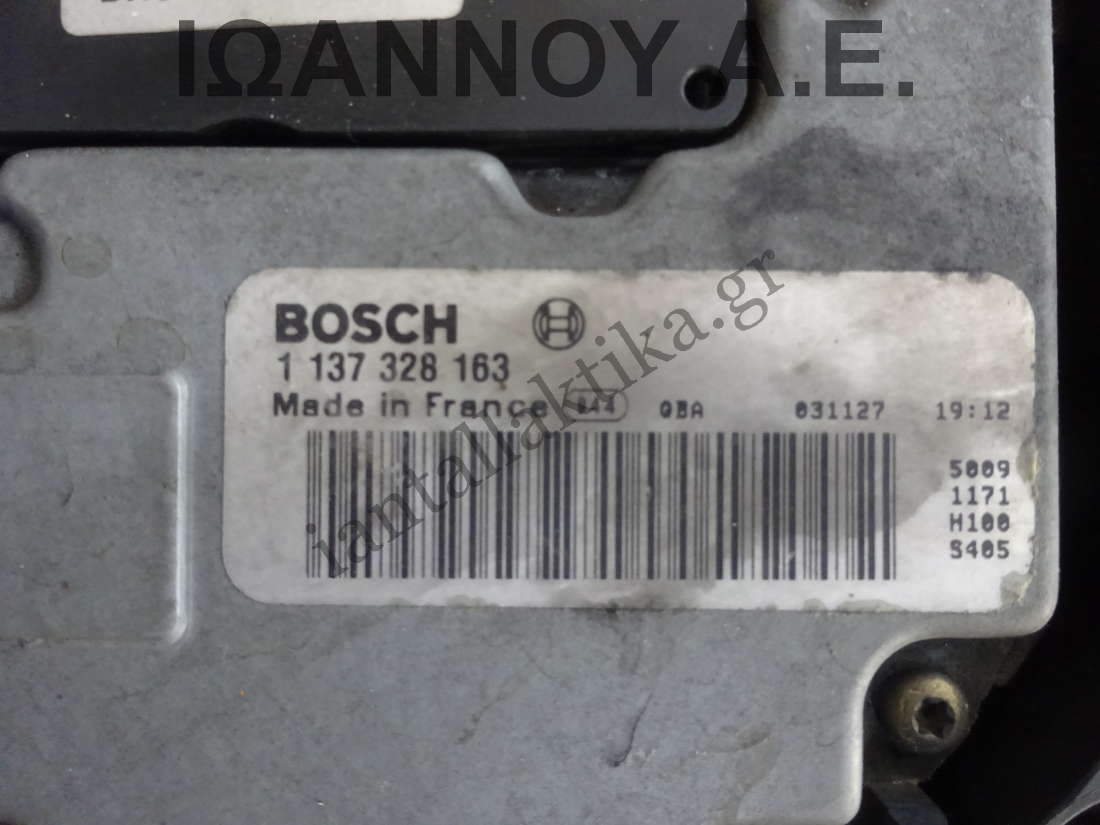 ΙΩΑΝΝΟΥ Α.Ε.
BOSCH
1 137 328 163
Made in France 844 QBA 031127 19:12
5009
1171
H100
S405
iantallaktika.gr